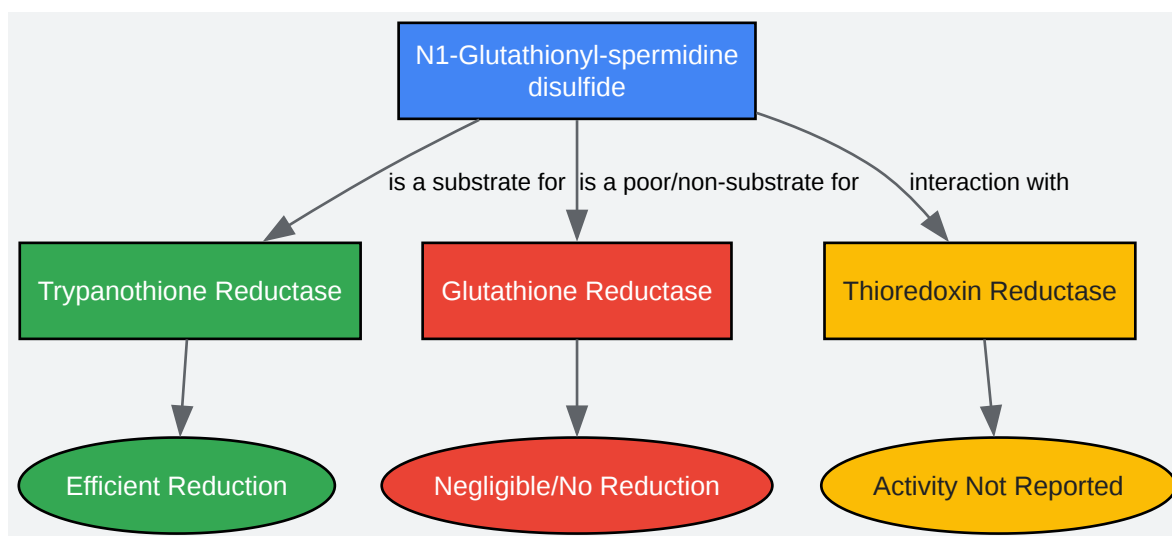 N1-Glutathionyl-spermidine
disulfide
is a substrate for
is a poor/non-substrate for
interaction with
Trypanothione Reductase
Glutathione Reductase
Thioredoxin Reductase
Efficient Reduction
Negligible/No Reduction
Activity Not Reported